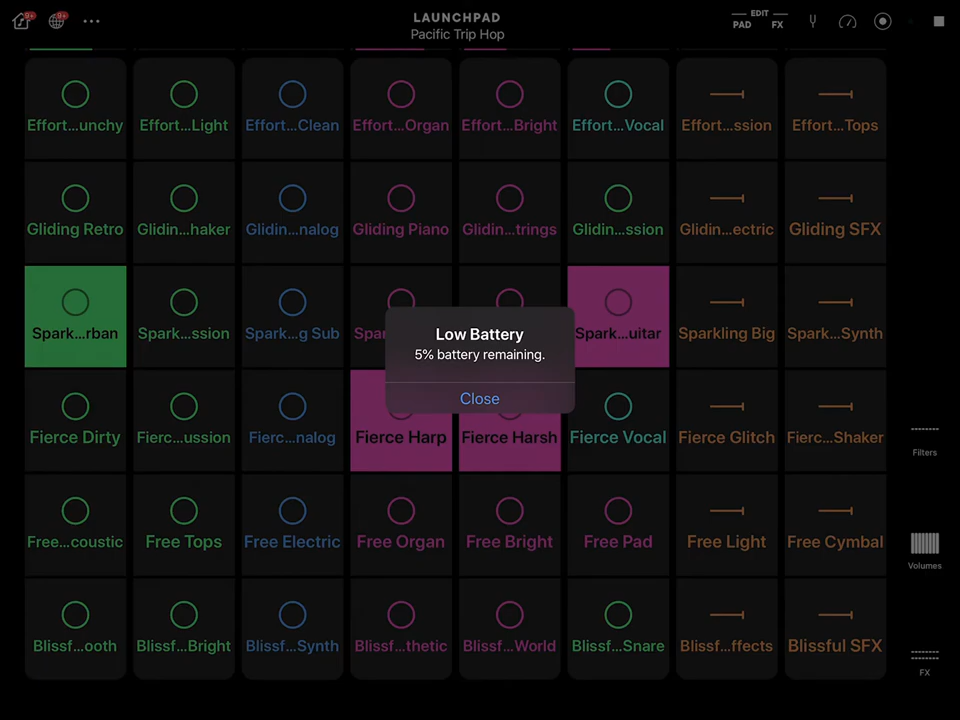 9+
9+
LAUNCHPAD
Pacific Trip Hop
EDIT
PAD
FX
Effort...unchy
Effort...Light
Effort...Clean
Effort...Organ
Effort...Bright
Effort...Vocal
Effort...ssion
Effort...Tops
Gliding Retro
Glidin...haker
Glidin...nalog
Gliding Piano
Glidin...trings
Glidin...ssion
Glidin...ectric
Gliding SFX
Spark...rban
Spark...ssion
Spark...g Sub
Spar
Spark...uitar
Sparkling Big
Spark...Synth
Low Battery
5% battery remaining.
Close
Fierce Dirty
Fierc...ussion
Fierc...nalog
Fierce Harp
Fierce Harsh
Fierce Vocal
Fierce Glitch
Fierc...Shaker
Filters
Free...coustic
Free Tops
Free Electric
Free Organ
Free Bright
Free Pad
Free Light
Free Cymbal
Volumes
Blissf...ooth
Blissf...Bright
Blissf...Synth
Blissf...thetic
Blissf...World
Blissf...Snare
Blissf...ffects
Blissful SFX
FX